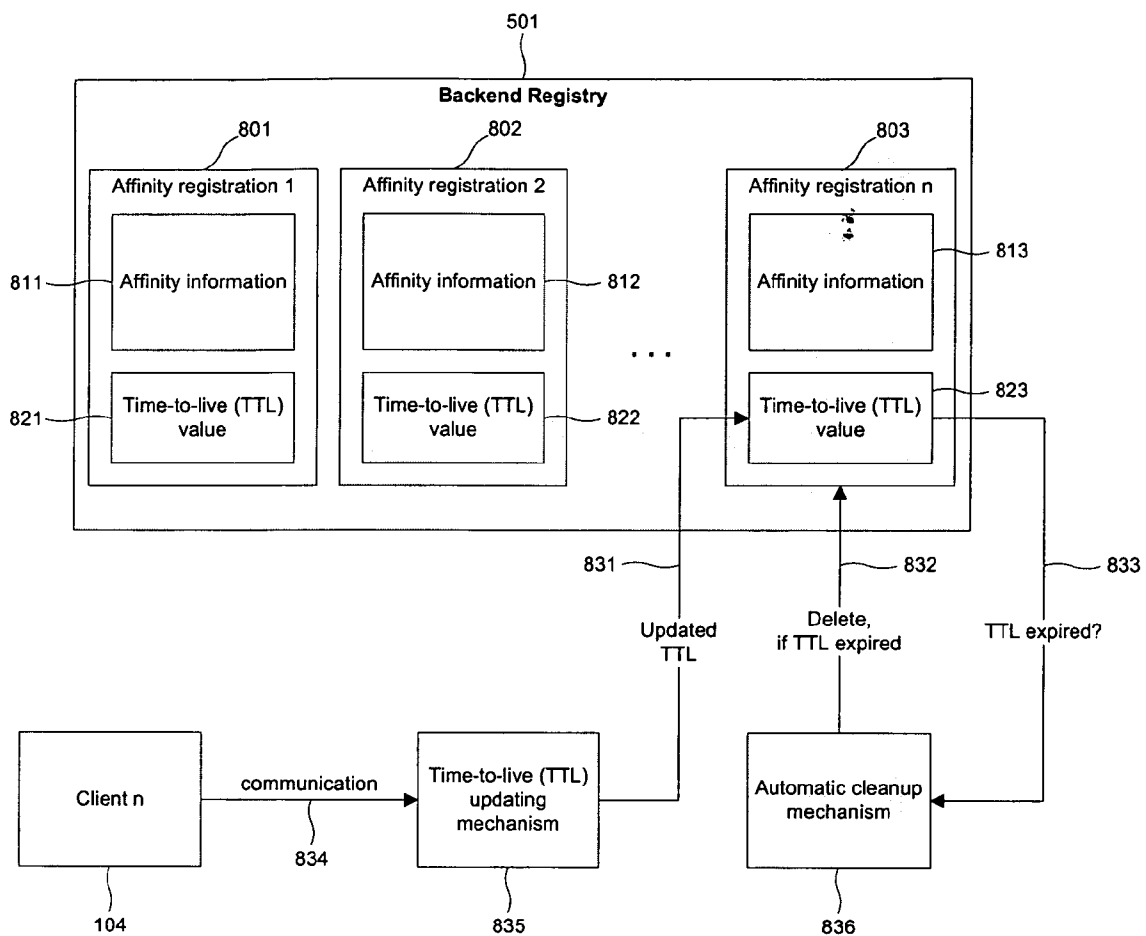 501
Backend Registry
801
802
803
Affinity registration 1
Affinity registration 2
Affinity registration n
811
Affinity information
Affinity information
812
Affinity information
813
. . .
821
Time-to-live (TTL)
value
Time-to-live (TTL)
value
822
Time-to-live (TTL)
value
823
831
832
833
Updated
TTL
Delete,
if TTL expired
TTL expired?
Client n
communication
834
Time-to-live (TTL)
updating
mechanism
Automatic cleanup
mechanism
104
835
836